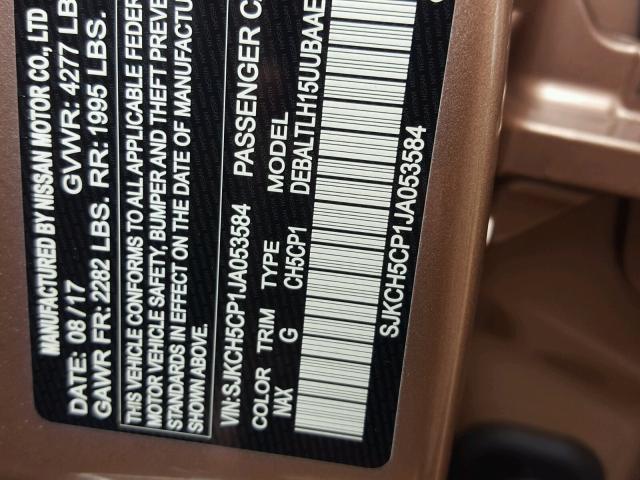 MANUFACTURED BY NISSAN MOTOR CO., LTD
DATE: 08/17 GVWR: 4277 LB
GAWR FR: 2282 LBS. RR: 1995 LBS.
THIS VEHICLE CONFORMS TO ALL APPLICABLE FEDER
MOTOR VEHICLE SAFETY, BUMPER AND THEFT PREVE
STANDARDS IN EFFECT ON THE DATE OF MANUFACTU
SHOWN ABOVE.
VIN:SJKCH5CP1JA053584 PASSENGER CA
COLOR TRIM TYPE MODEL
NAX G CH5CP1 DEBALTLH15UUBAAE
SJKCH5CP1JA053584